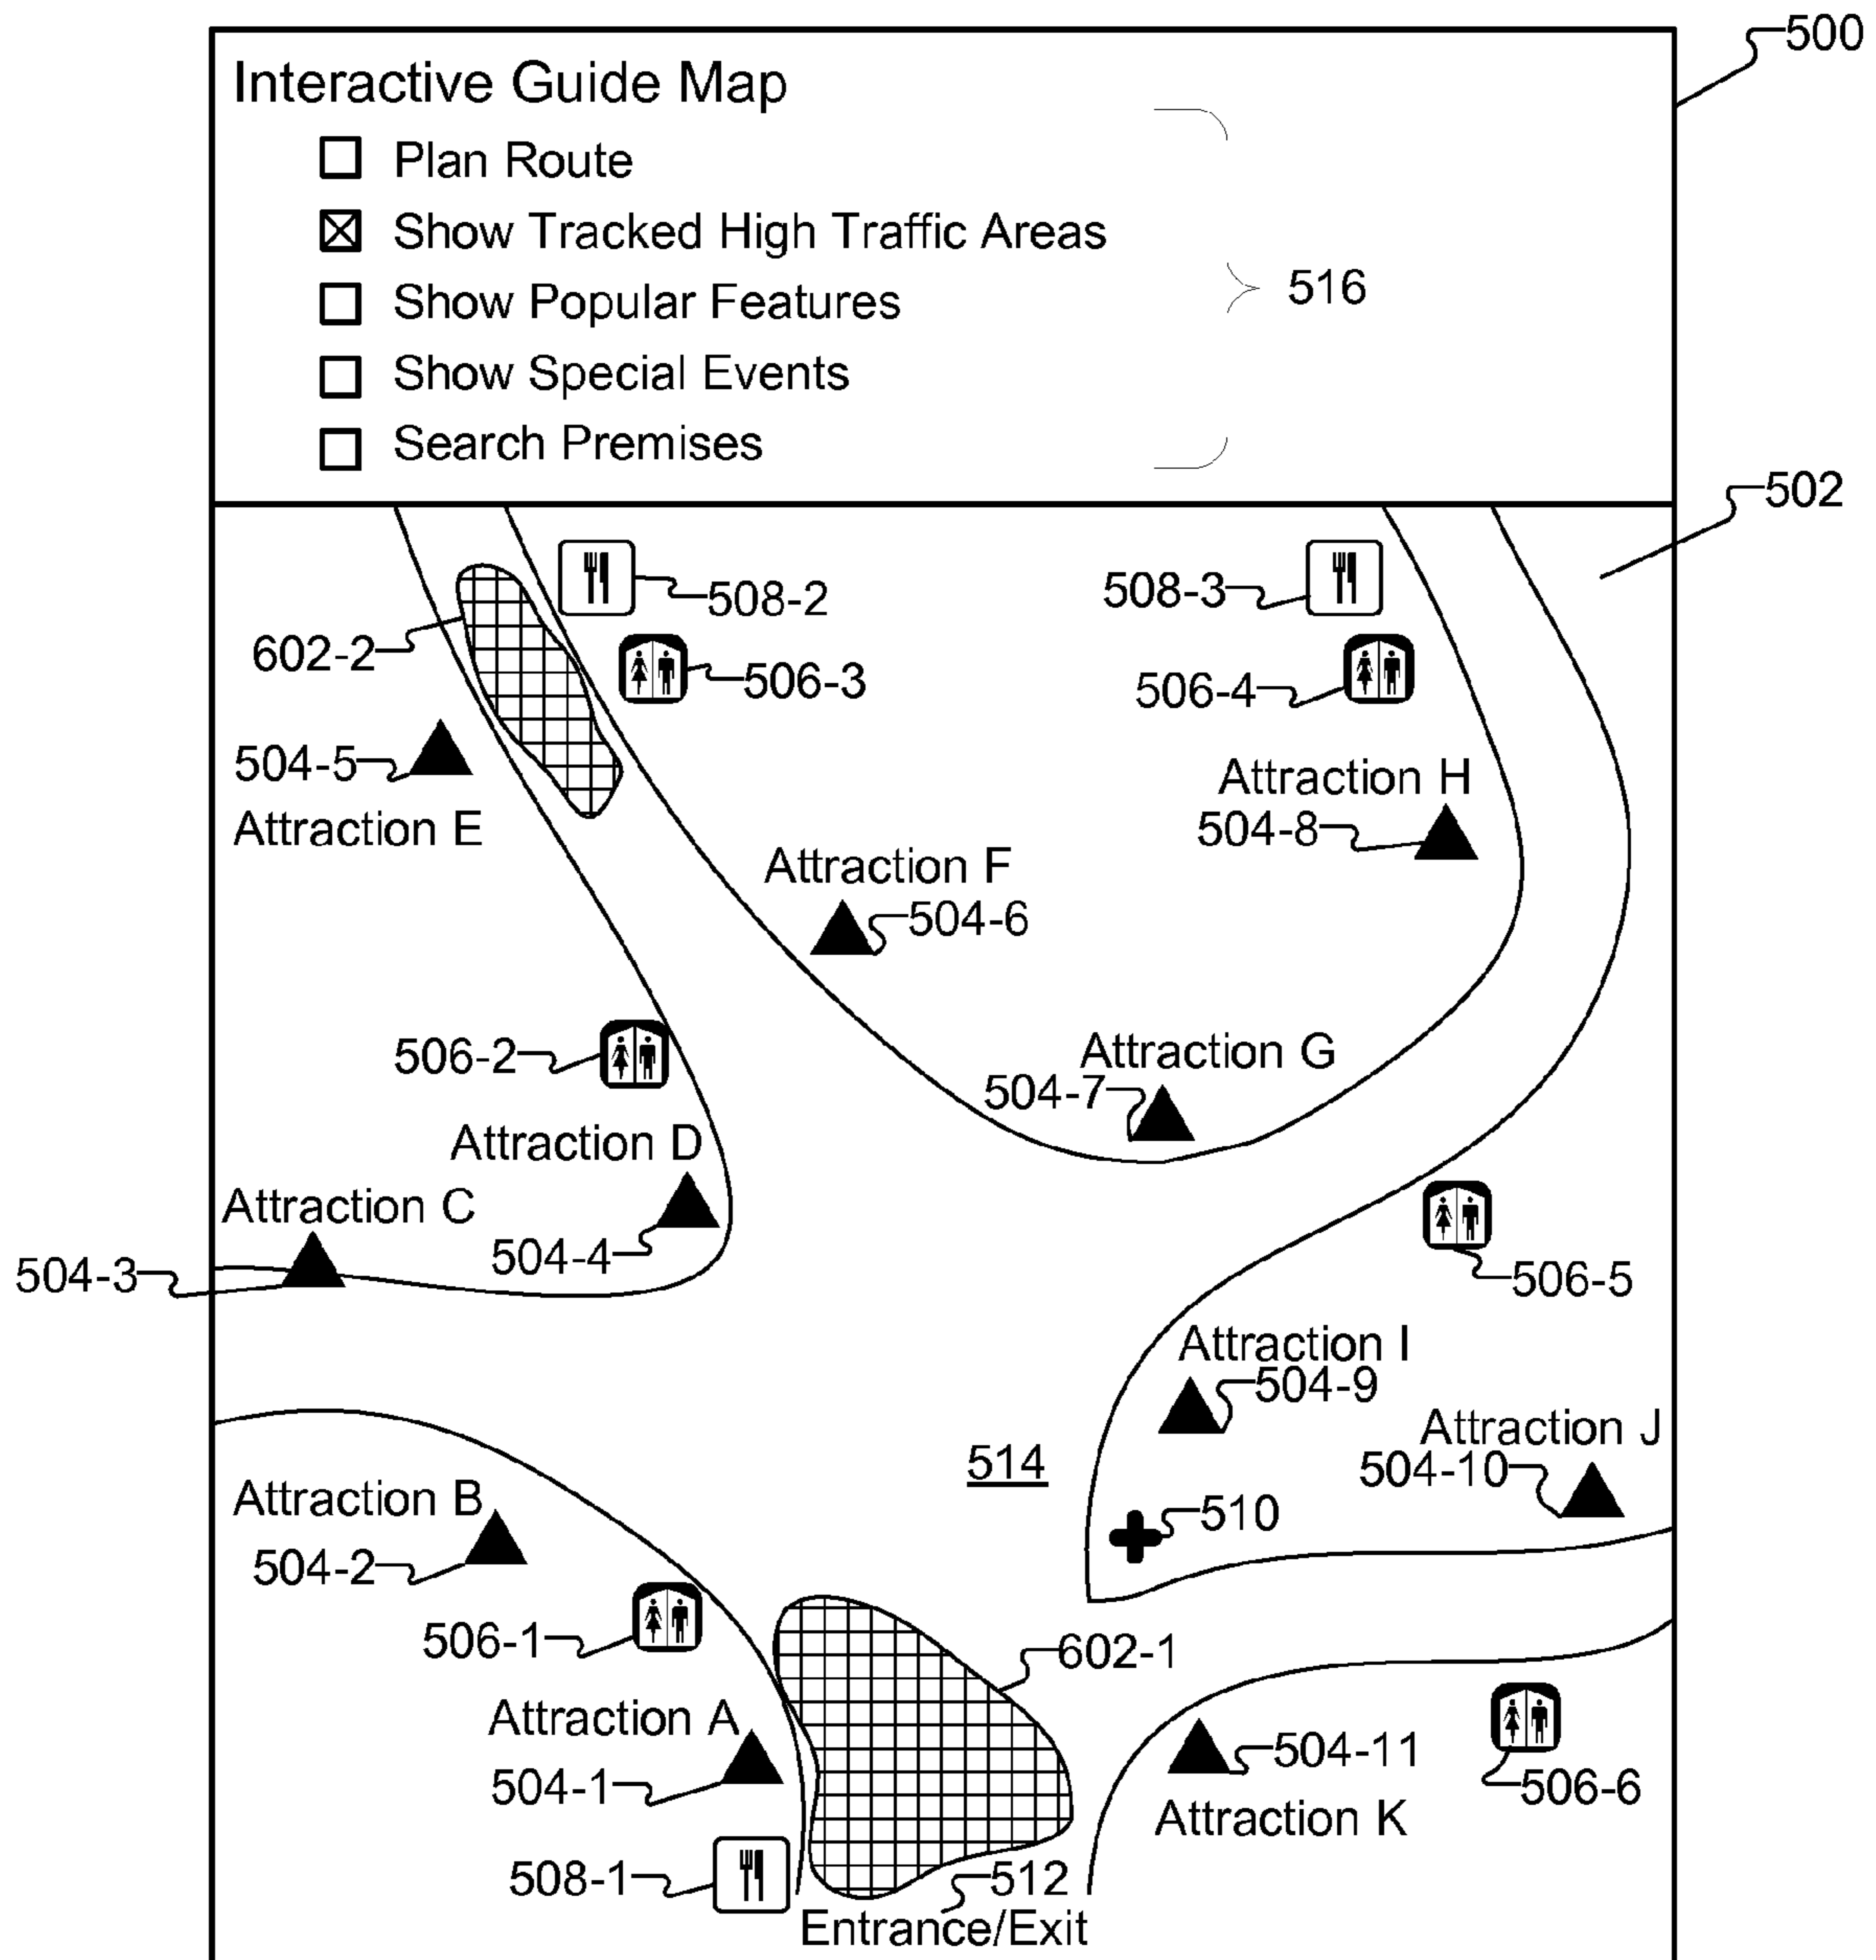 500
Interactive Guide Map
Plan Route
Show Tracked High Traffic Areas
Show Popular Features
516
Show Special Events
Search Premises
502
508-2
508-3
602-2
506-3
506-4
504-5
Attraction E
Attraction H
504-8
Attraction F
504-6
506-2
Attraction G
504-7
Attraction D
Attraction C
504-4
504-3
506-5
Attraction I
504-9
Attraction J
504-10
514
Attraction B
510
504-2
506-1
602-1
Attraction A
504-11
504-1
506-6
Attraction K
508-1
512
Entrance/Exit